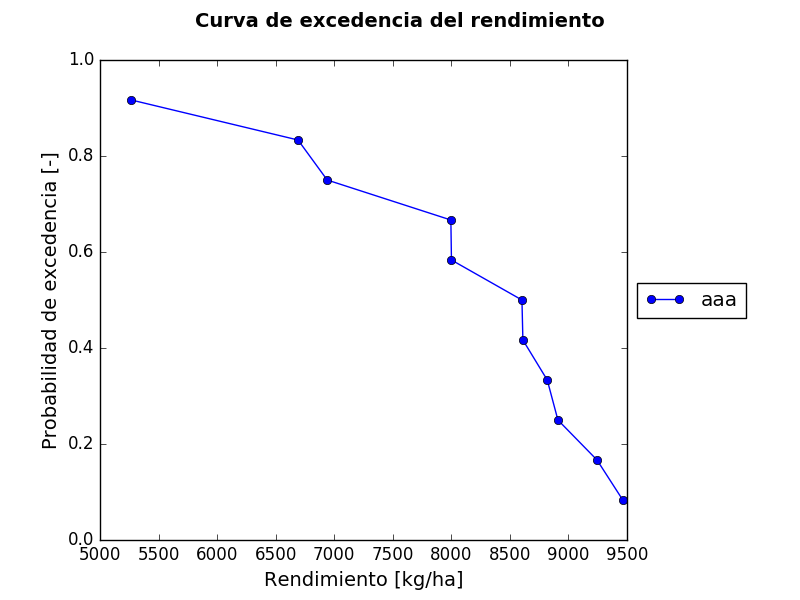 Curva de excedencia del rendimiento
Probabilidad de excedencia [-]
1.0
0.8
0.6
0.4
0.2
0.0
5000 5500 6000 6500 7000 7500 8000 8500 9000 9500
Rendimiento [kg/ha]
aaa